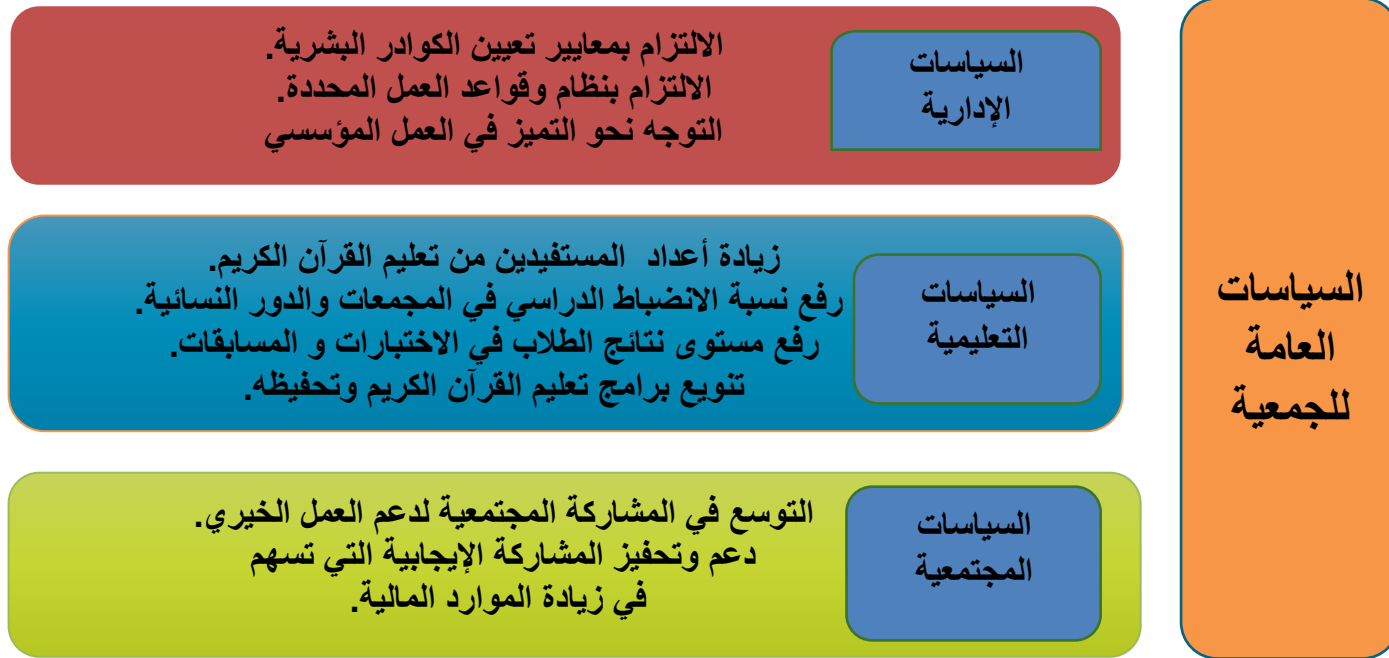 السياسات
العامة
للجمعية
السياسات
الإدارية
الالتزام بمعايير تعيين الكوادر البشرية.
الالتزام بنظام وقواعد العمل المحددة.
التوجه نحو التميز في العمل المؤسسي
السياسات
التعليمية
زيادة أعداد المستفيدين من تعليم القرآن الكريم.
رفع نسبة الانضباط الدراسي في المجمعات والدور النسائية.
رفع مستوى نتائج الطلاب في الاختبارات و المسابقات.
تنويع برامج تعليم القرآن الكريم وتحفيظه.
السياسات
المجتمعية
التوسع في المشاركة المجتمعية لدعم العمل الخيري.
دعم وتحفيز المشاركة الإيجابية التي تسهم
في زيادة الموارد المالية.